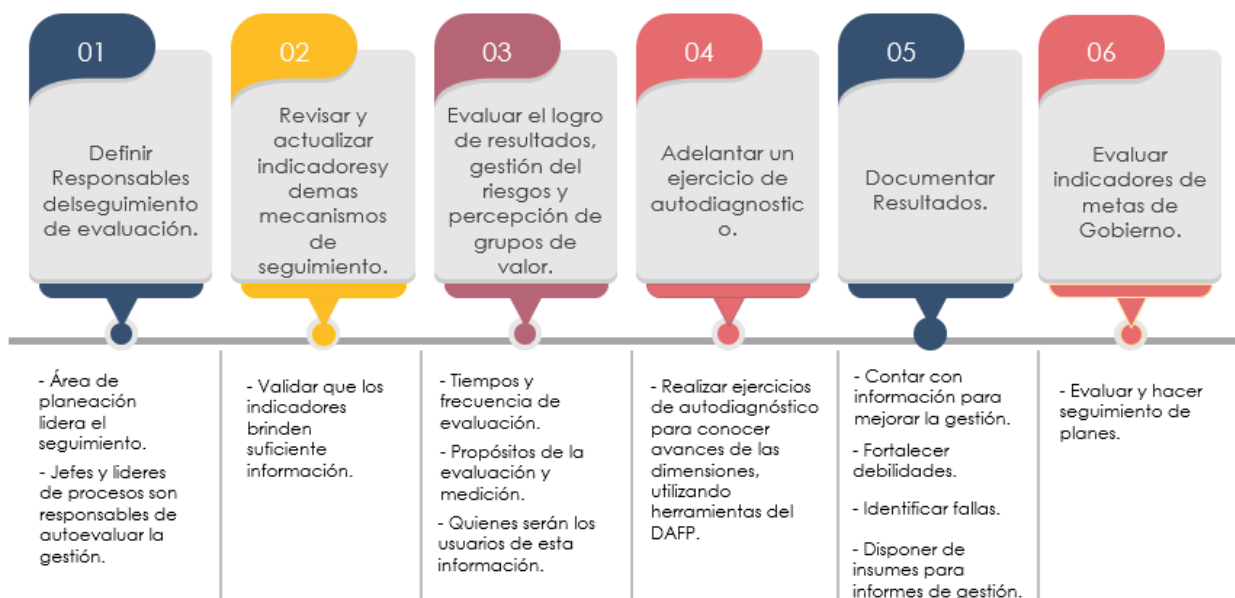 01
Definir
Responsables
delseguimiento
de evaluación.
02
Revisar y
actualizar
indicadoresy
demas
mecanismos
de
seguimiento.
03
Evaluar el logro
de resultados,
gestión del
riesgos y
percepción de
grupos de
valor.
04
Adelantar un
ejercicio de
autodiagnostic
o.
05
Documentar
Resultados.
06
Evaluar
indicadores de
metas de
Gobierno.
- Área de
planeación
lidera el
seguimiento.
- Jefes y lideres
de procesos son
responsables de
autoevaluar la
gestión.
- Validar que los
indicadores
brinden
suficiente
información.
- Tiempos y
frecuencia de
evaluación.
- Propósitos de la
evaluación y
medición.
- Quienes serán los
usuarios de esta
información.
- Realizar ejercicios
de autodiagnóstico
para conocer
avances de las
dimensiones,
utilizando
herramientas del
DAFP.
- Contar con
información para
mejorar la gestión.
- Fortalecer
debilidades.
- Identificar fallas.
- Disponer de
insumes para
informes de gestión.
- Evaluar y hacer
seguimiento de
planes.